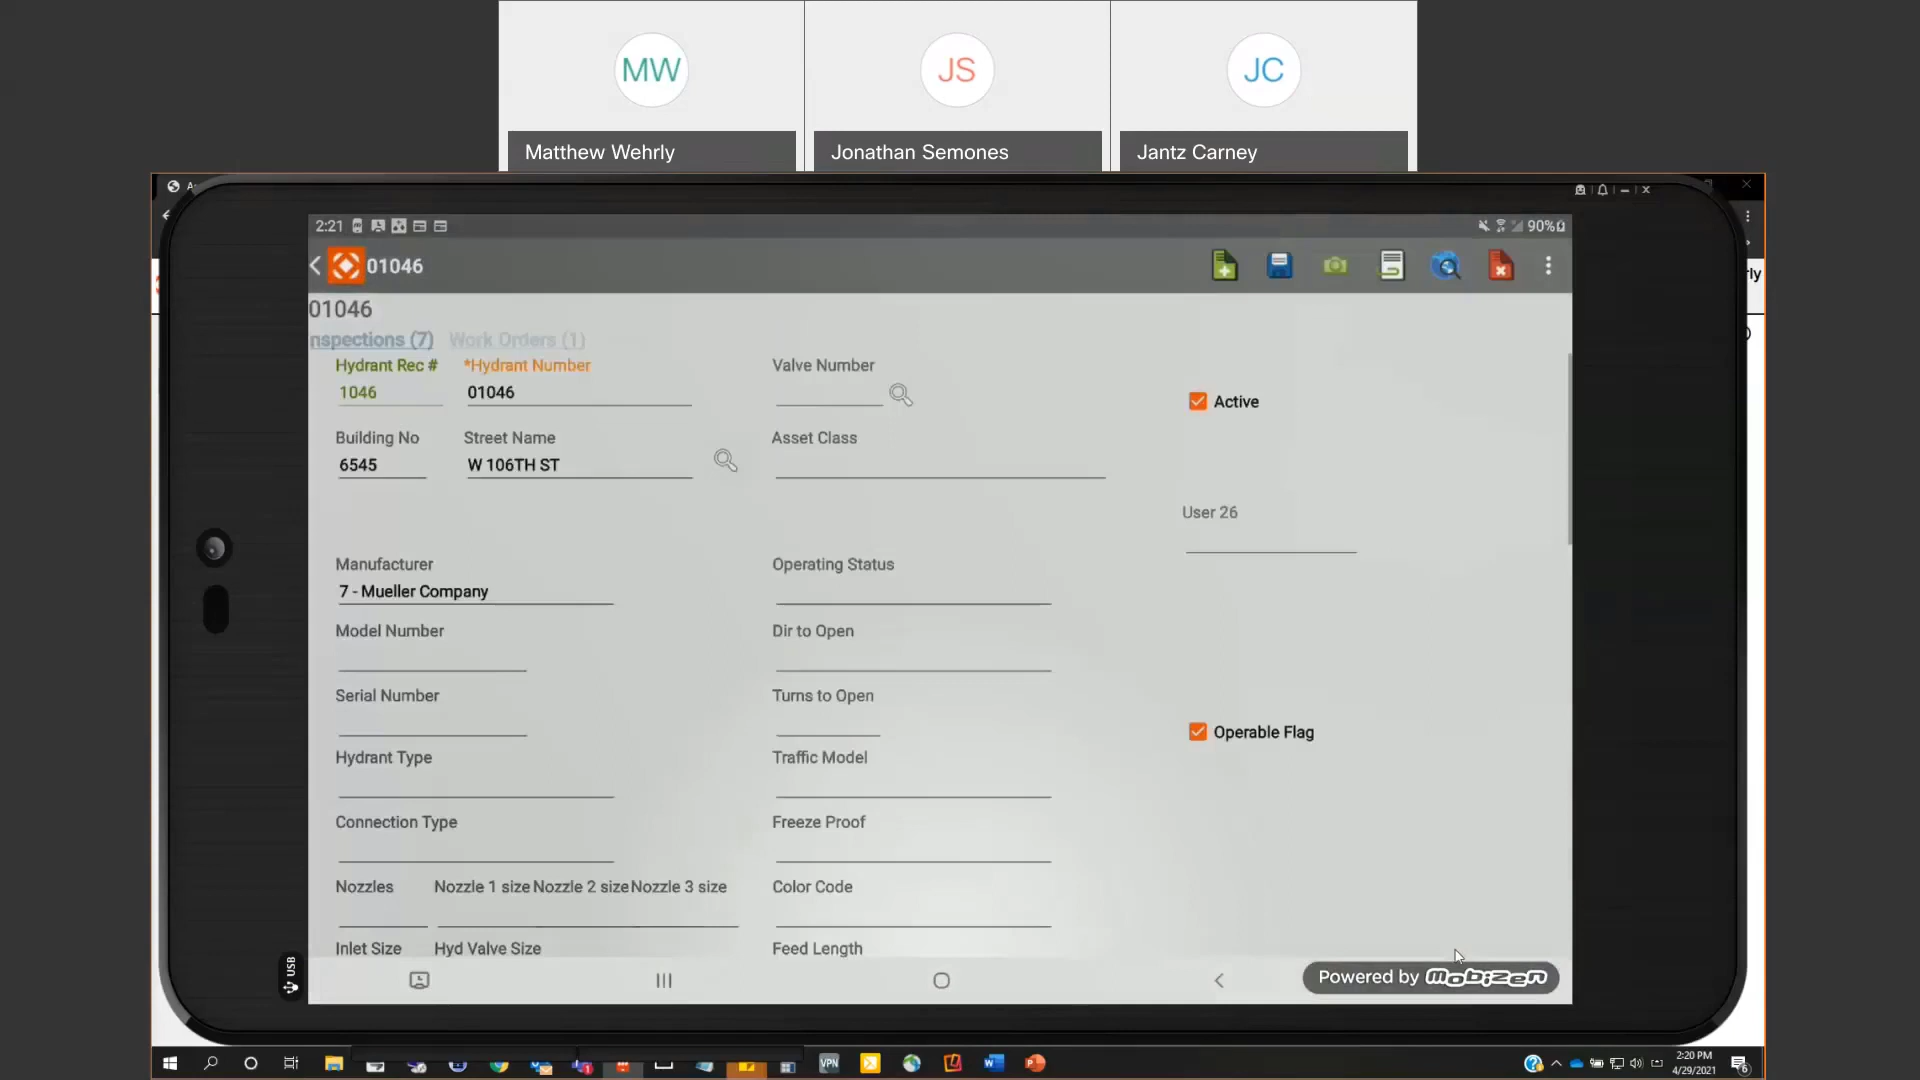 MW JS JC
Matthew Wehrly Jonathan Semones Jantz Carney
2:21 90%
01046
01046
nspections (7) Work Orders (1)
Hydrant Rec # *Hydrant Number Valve Number
1046 01046
Active
Building No Street Name Asset Class
6545 W 106TH ST
User 26
Manufacturer Operating Status
7 - Mueller Company
Model Number Dir to Open
Serial Number Turns to Open
Operable Flag
Hydrant Type Traffic Model
Connection Type Freeze Proof
Nozzles Nozzle 1 size Nozzle 2 size Nozzle 3 size Color Code
Inlet Size Hyd Valve Size Feed Length
USB
Powered by Mobizen
VPN
2:20 PM
4/29/2021